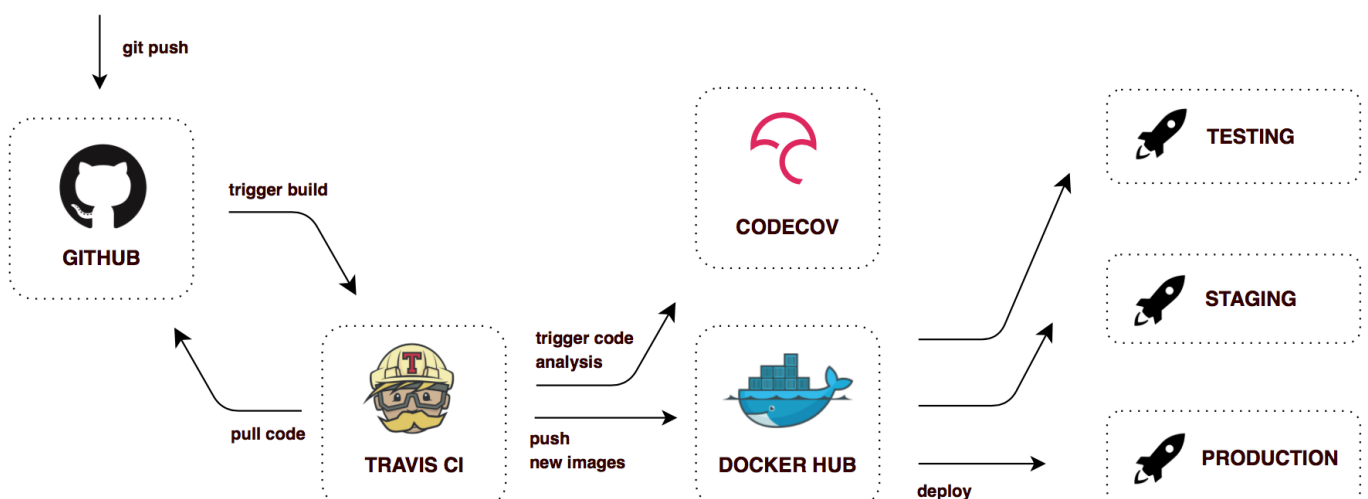 git push
GITHUB
trigger build
pull code
T
TRAVIS CI
trigger code
analysis
push
new images
CODECOV
DOCKER HUB
deploy
TESTING
STAGING
PRODUCTION